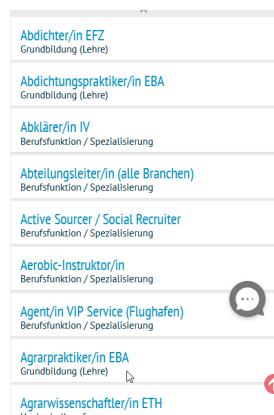 A
Abdichter/in EFZ
Grundbildung (Lehre)
Abdichtungspraktiker/in EBA
Grundbildung (Lehre)
Abklärer/in IV
Berufsfunktion / Spezialisierung
Abteilungsleiter/in (alle Branchen)
Berufsfunktion / Spezialisierung
Active Sourcer / Social Recruiter
Berufsfunktion / Spezialisierung
Aerobic-Instruktor/in
Berufsfunktion / Spezialisierung
Agent/in VIP Service (Flughafen)
Berufsfunktion / Spezialisierung
Agrarpraktiker/in EBA
Grundbildung (Lehre)
Agrarwissenschaftler/in ETH